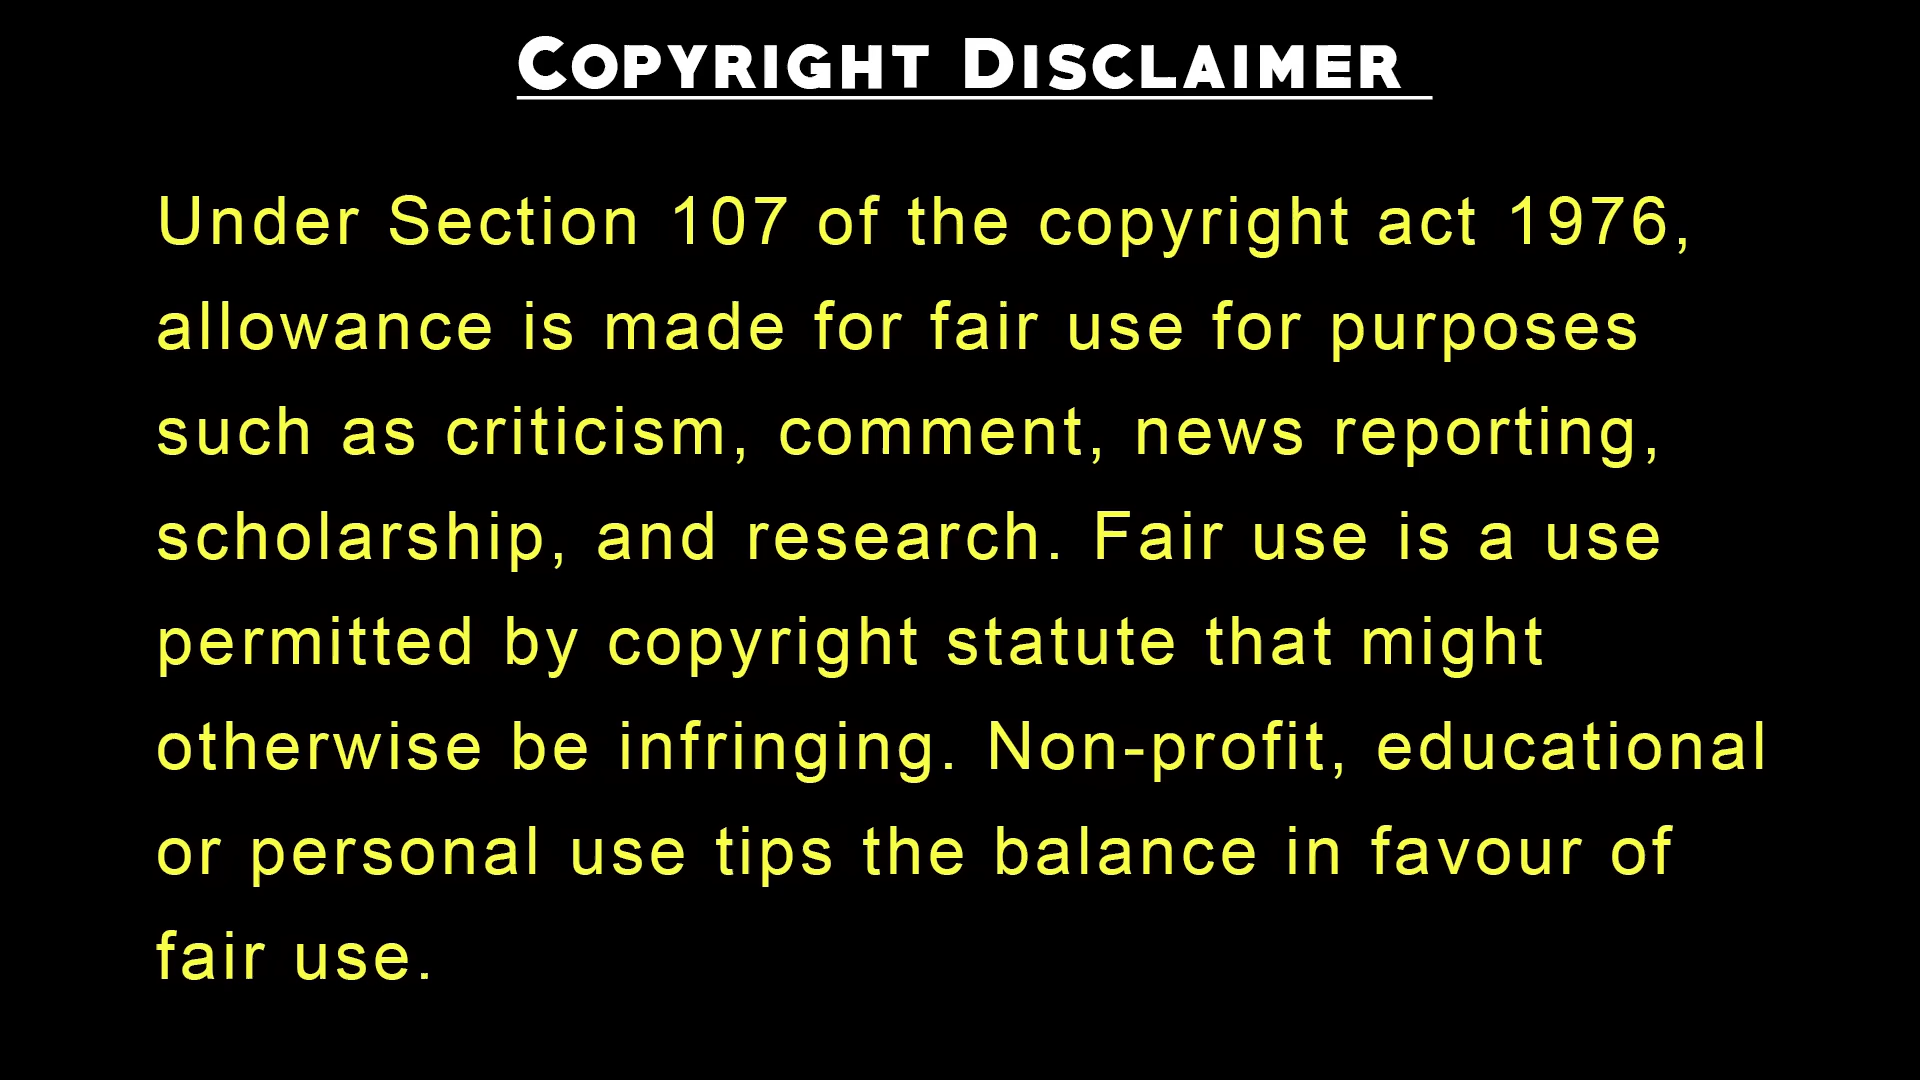 Copyright Disclaimer
Under Section 107 of the copyright act 1976,
allowance is made for fair use for purposes
such as criticism, comment, news reporting,
scholarship, and research. Fair use is a use
permitted by copyright statute that might
otherwise be infringing. Non-profit, educational
or personal use tips the balance in favour of
fair use.